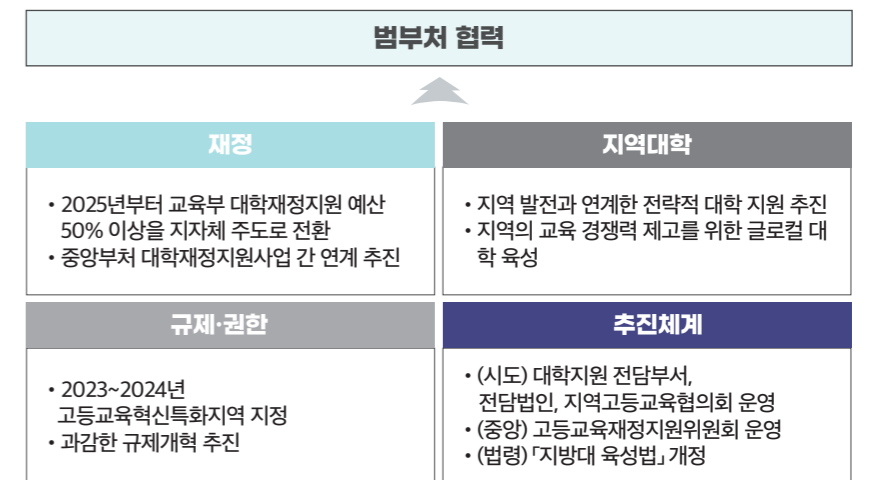 범부처 협력
재정
• 2025년부터 교육부 대학재정지원 예산
50% 이상을 지자체 주도로 전환
• 중앙부처 대학재정지원사업 간 연계 추진
지역대학
• 지역 발전과 연계한 전략적 대학 지원 추진
• 지역의 교육 경쟁력 제고를 위한 글로컬 대
학 육성
규제·권한
• 2023~2024년
고등교육혁신특화지역 지정
• 과감한 규제개혁 추진
추진체계
• (시도) 대학지원 전담부서,
전담법인, 지역고등교육협의회 운영
• (중앙) 고등교육재정지원위원회 운영
• (법령) 「지방대 육성법」 개정